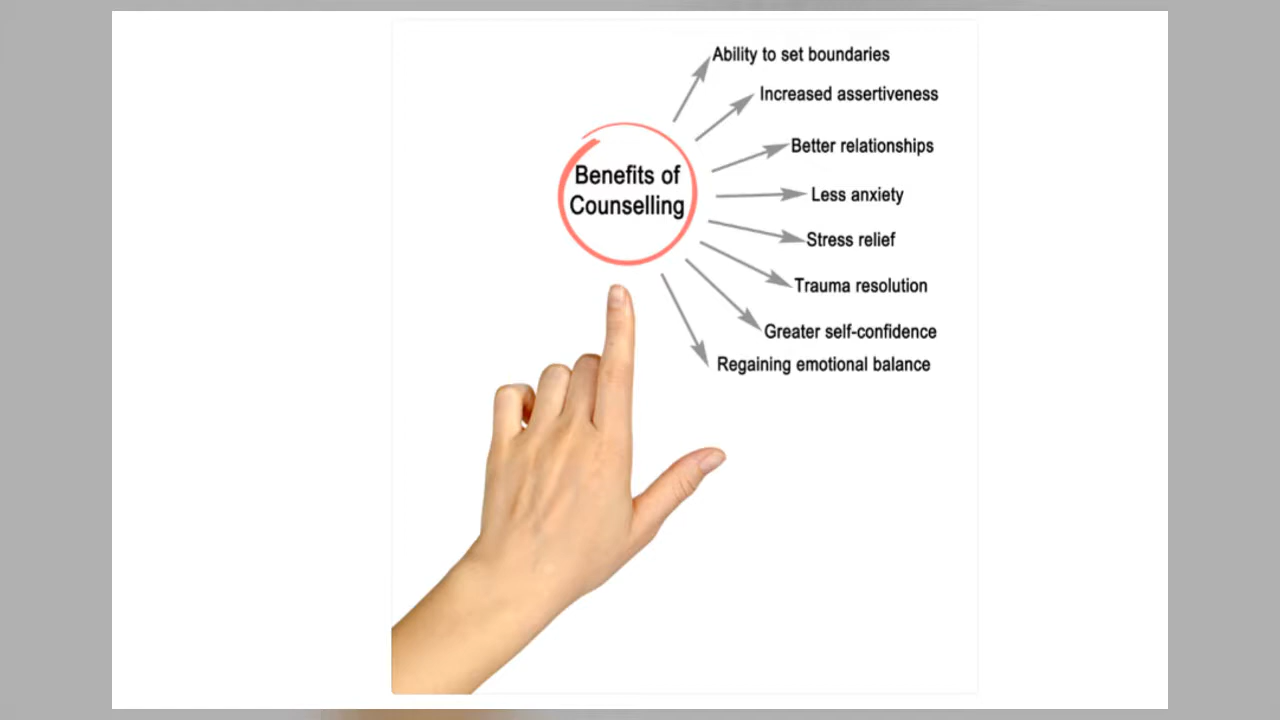 Benefits of
Counselling
Ability to set boundaries
Increased assertiveness
Better relationships
Less anxiety
Stress relief
Trauma resolution
Greater self-confidence
Regaining emotional balance